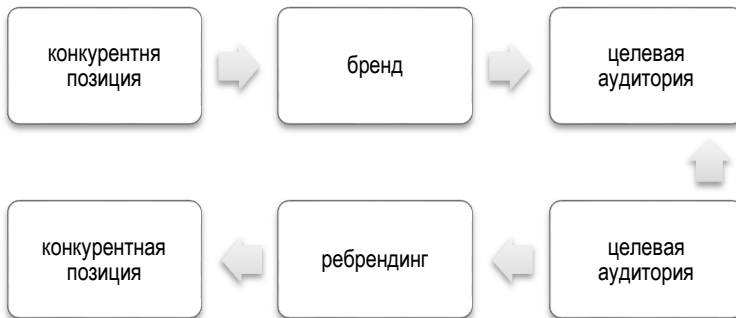 конкурентня
позиция
бренд
целевая
аудитория
конкурентная
позиция
ребрендинг
целевая
аудитория